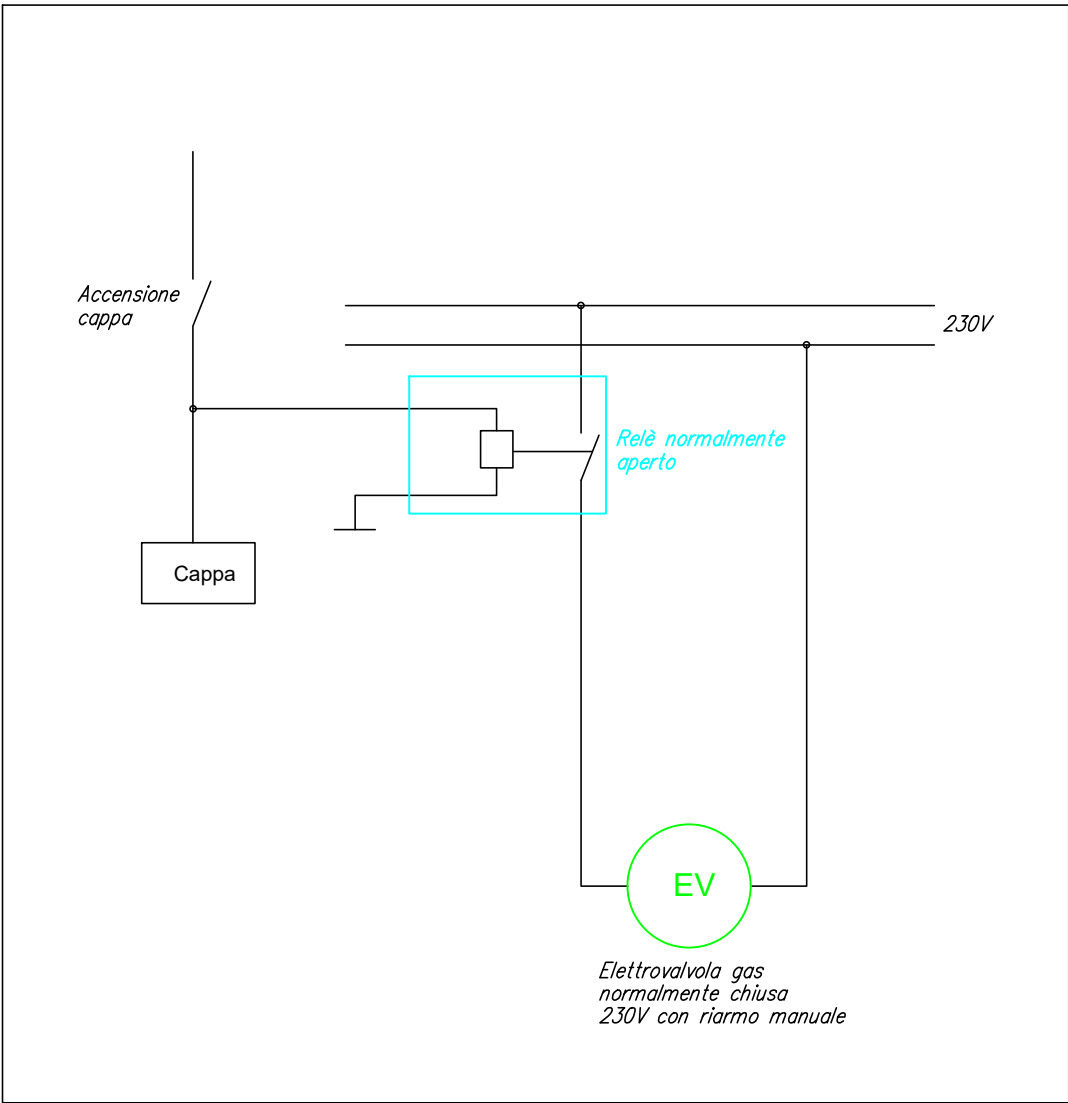 Accensione
cappa
230V
Relè normalmente
aperto
Cappa
EV
Elettrovalvola gas
normalmente chiusa
230V con riarmo manuale